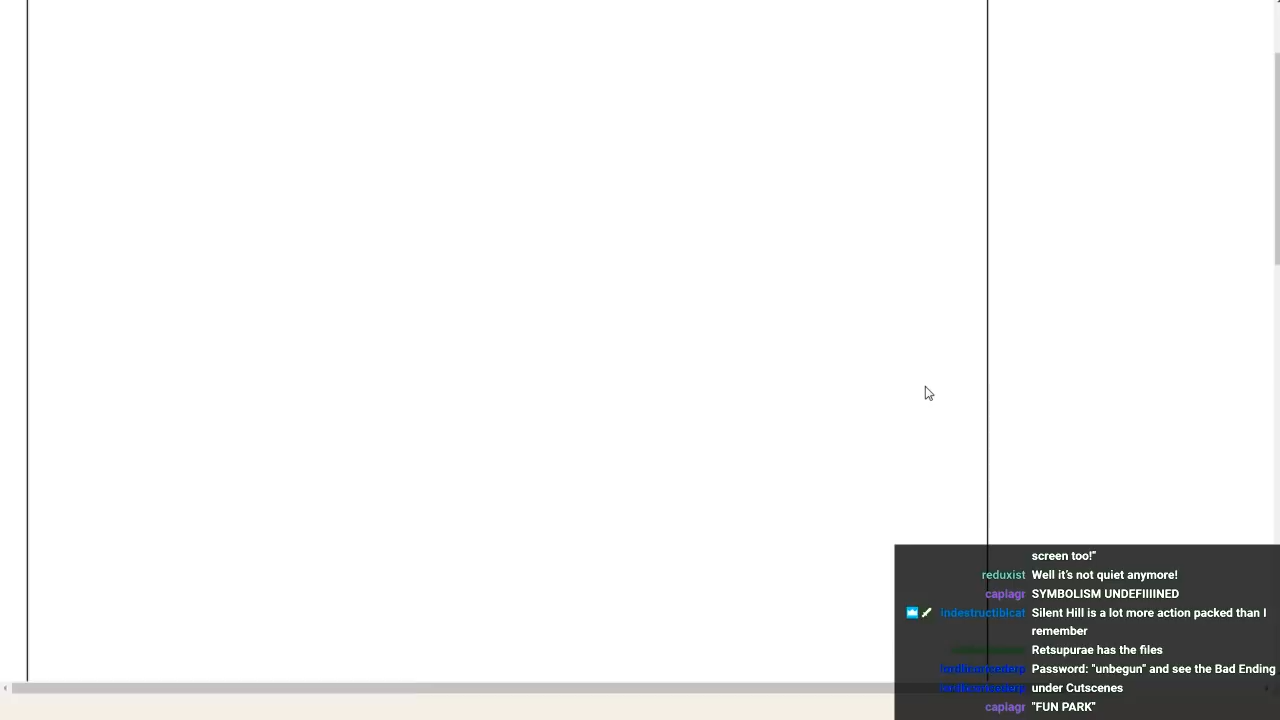 screen too!"
reduxist Well it's not quiet anymore!
caplagr SYMBOLISM UNDEFIIIINED
indestructiblcat Silent Hill is a lot more action packed than I
remember
Retsupurae has the files
Password: "unbegun" and see the Bad Ending
under Cutscenes
caplagr "FUN PARK"